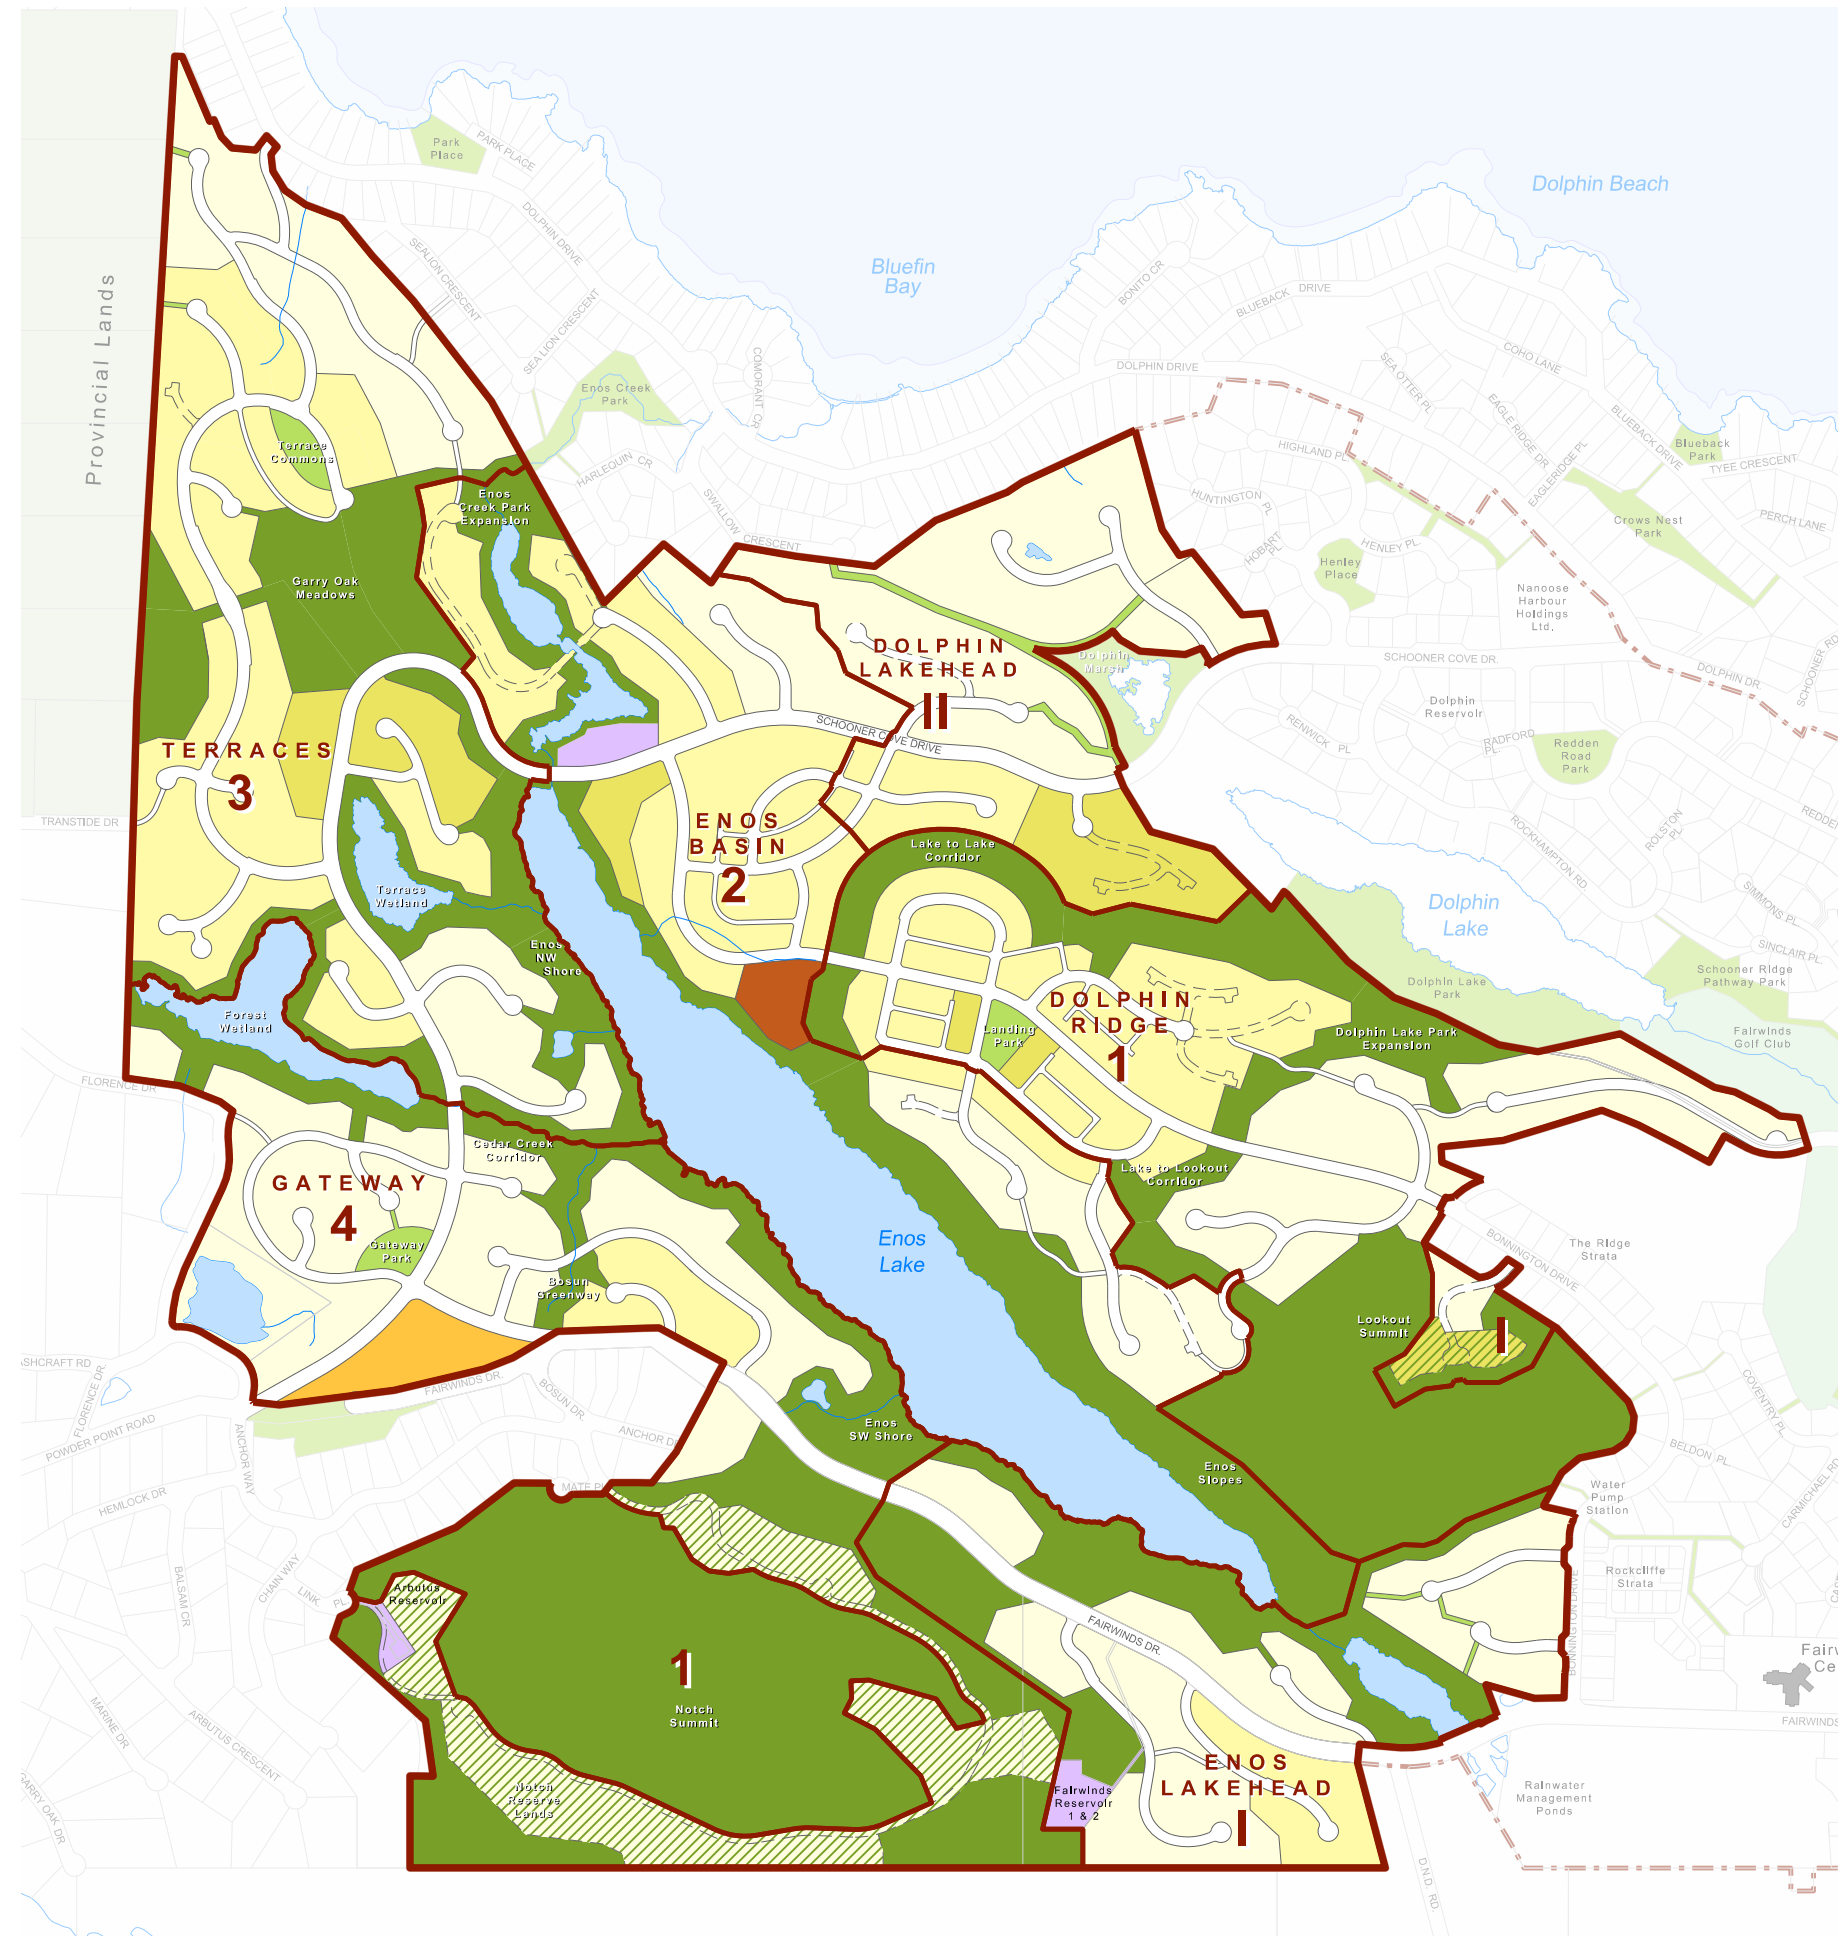 Dolphin Beach
Park
Place
PARK PLACE
DOLPHIN DRIVE
SEALION CRESCENT
SEA LION CRESCENT
Bluefin
Bay
BONITO CR
BLUEBACK DRIVE
COHO LANE
DOLPHIN DRIVE
SEA OTTER PL
EAGLE RIDGE DR
EAGLERIDGE PL
BLUEBACK DRIVE
Blueback
Park
TYEE CRESCENT
PERCH LANE
Crows Nest
Park
Provincial Lands
Enos Creek
Park
COMORANT CR
HARLEQUIN CR
SWALLOW CRESCENT
HIGHLAND PL
HUNTINGTON PL
HOBART PL
HENLEY PL
Henley
Place
Nanoose
Harbour
Holdings
Ltd.
SCHOONER COVE DR.
DOLPHIN DR
SCHOONER RD
Dolphin
Reservoir
RENWICK PL
RADFORD PL.
Redden
Road
Park
REDDEN
ROLSTON PL
ROCKHAMPTON RD
SIMMONS PL
SINCLAIR PL.
Schooner Ridge
Pathway Park
Fairwinds
Golf Club
Dolphin
Lake
Dolphin Lake
Park
Terrace
Commons
Enos
Creek Park
Expansion
Garry Oak
Meadows
DOLPHIN
LAKEHEAD
II
Dolphin
Marsh
SCHOONER COVE DRIVE
TERRACES
3
TRANSTIDE DR
ENOS
BASIN
2
Lake to Lake
Corridor
Terrace
Wetland
Enos
NW
Shore
Forest
Wetland
DOLPHIN
RIDGE
1
Landing
Park
Dolphin Lake Park
Expansion
FLORENCE DR
Cedar Creek
Corridor
GATEWAY
4
Gateway
Park
Bosun
Greenway
Lake to Lookout
Corridor
Enos
Lake
BONNINGTON DRIVE
The Ridge
Strata
Lookout
Summit
I
ASHCRAFT RD
FLORENCE DR.
FAIRWINDS DR.
BOSUN DR.
ANCHOR DR
POWDER POINT ROAD
ANCHOR WAY
HEMLOCK DR
MATE PL
Enos
SW Shore
Enos
Slopes
COVENTRY PL
BELDON PL
CARMICHAEL RD
Water
Pump
Station
Rockcliffe
Strata
BONNINGTON DRIVE
BALSAM CR
CHAIN WAY
LINK PL
Arbutus
Reservoir
1
Notch
Summit
FAIRWINDS DR.
MARINE DR
ARBUTUS CRESCENT
GARRY OAK DR
Notch
Reserve
Lands
Fairwinds
Reservoir
1 & 2
ENOS
LAKEHEAD
I
FAIRWINDS
Rainwater
Management
Ponds
D.N.D. RD.